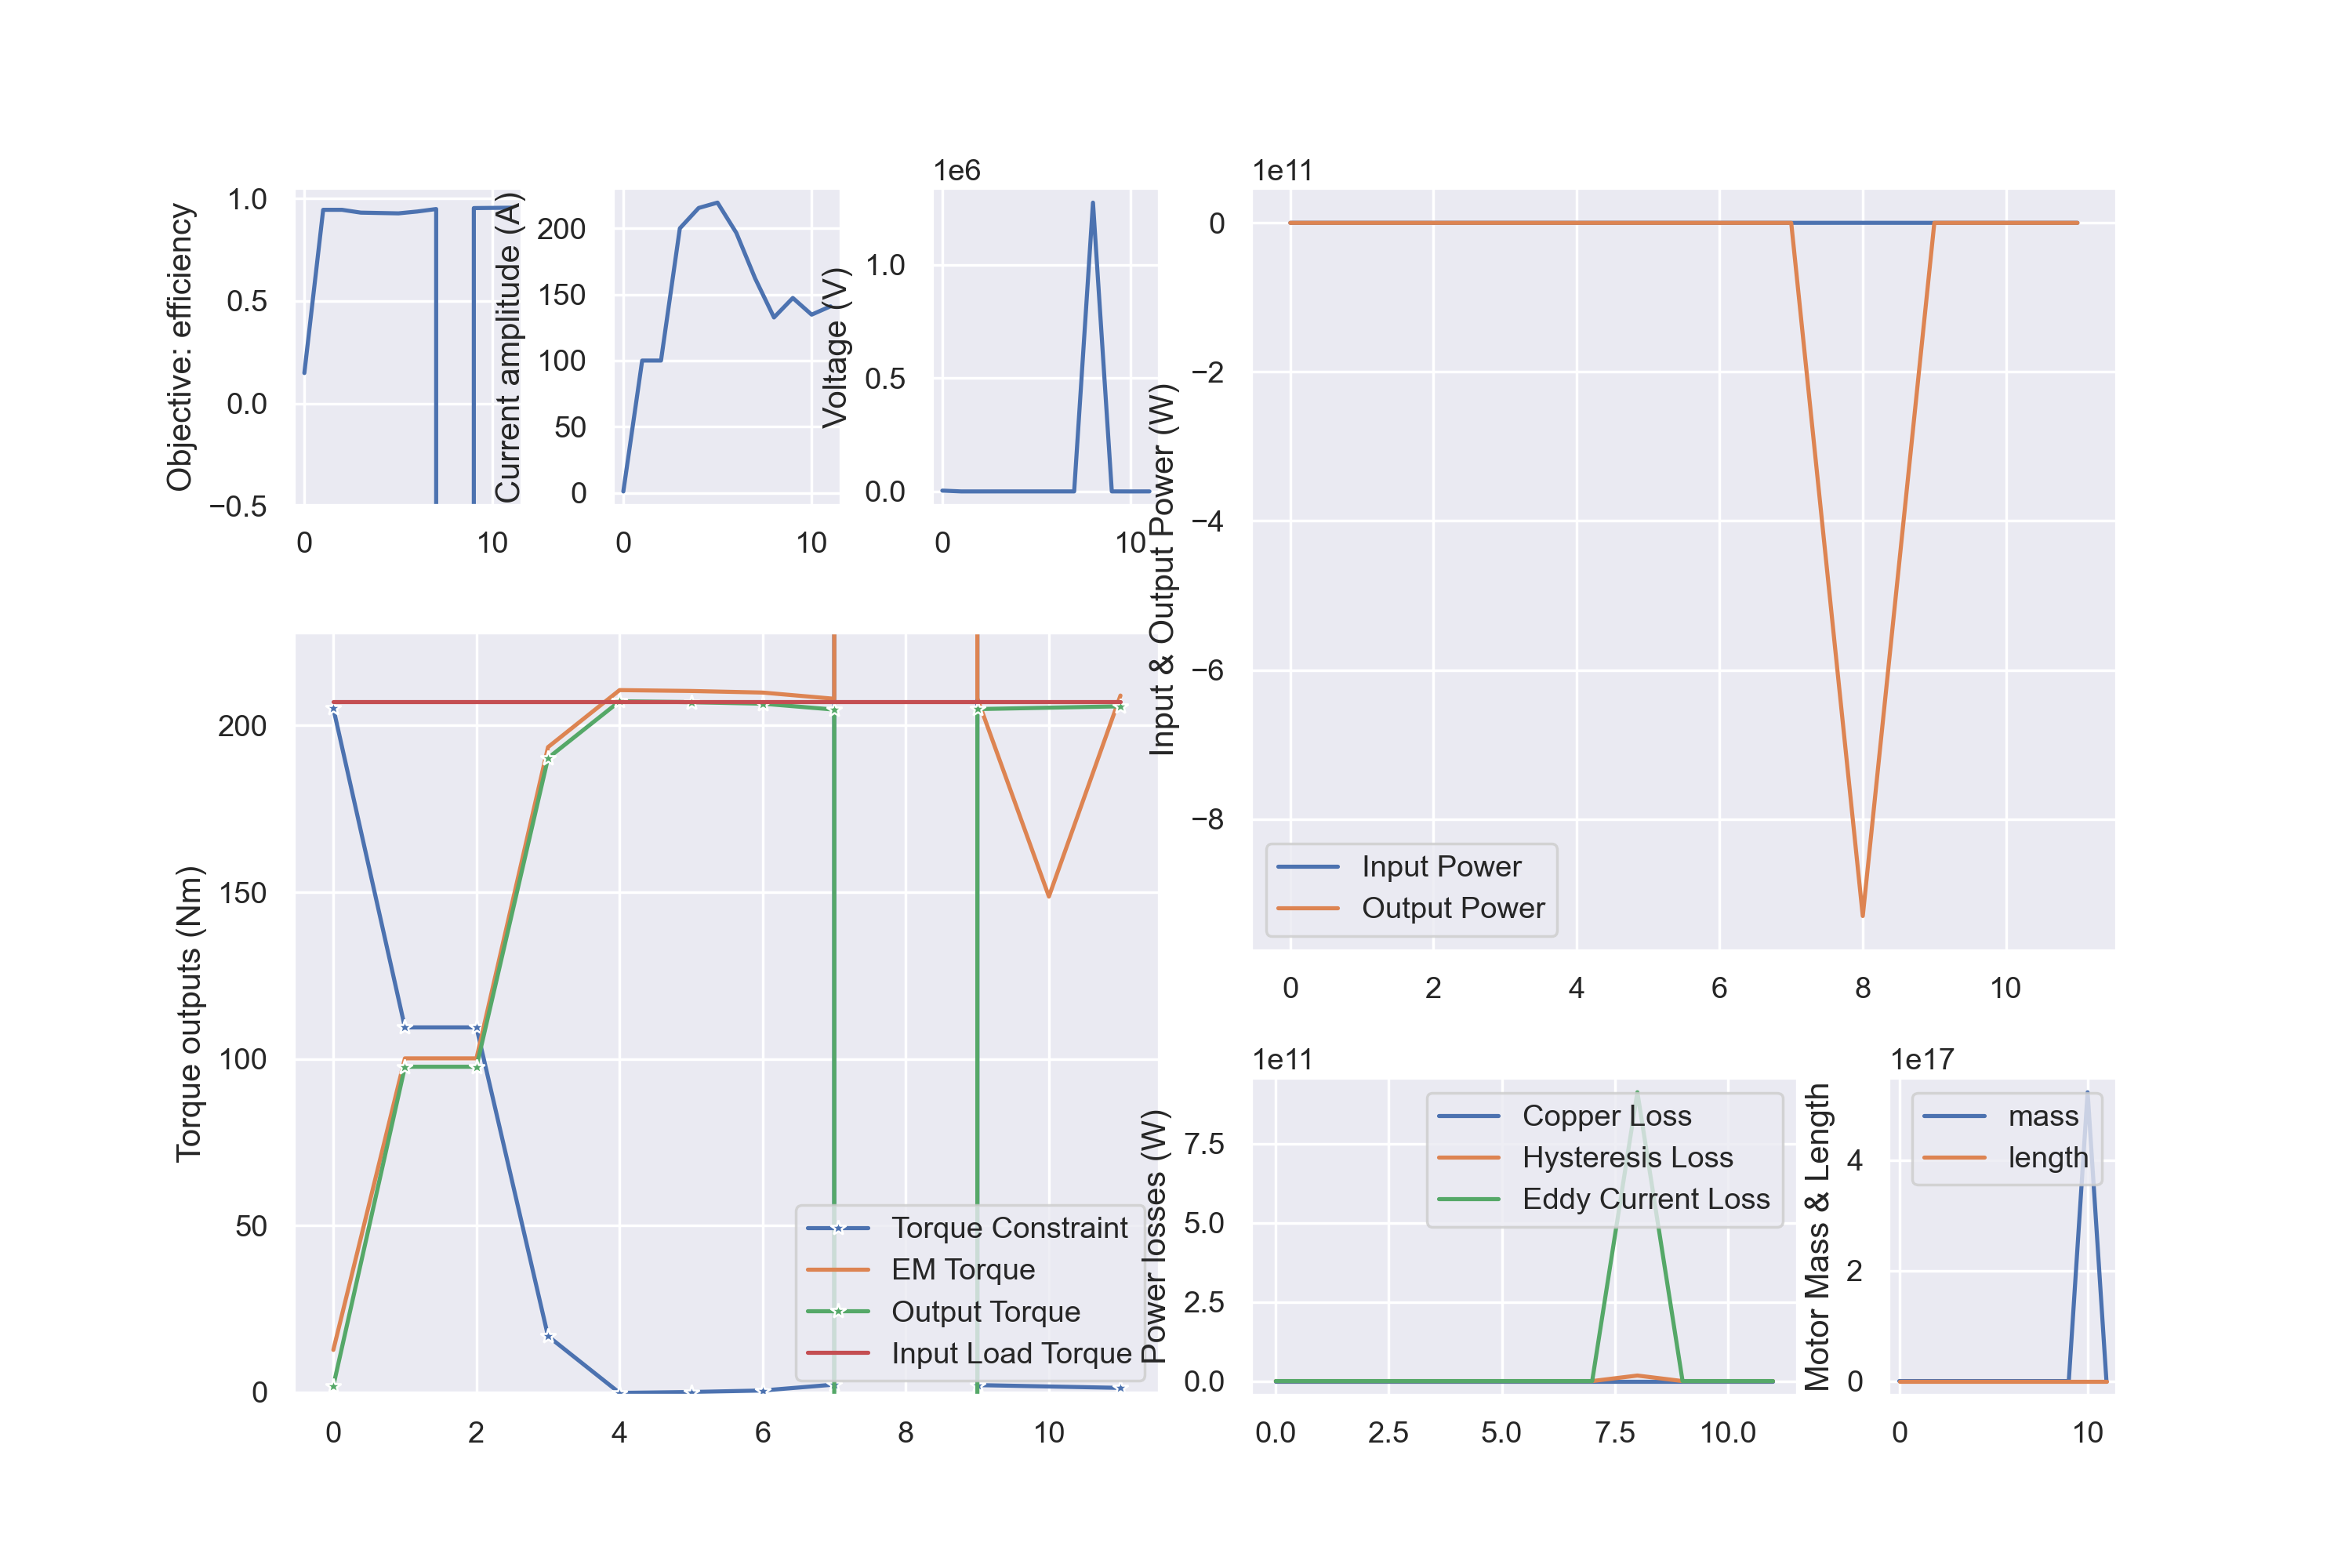 Objective: efficiency
1.0
0.5
0.0
−0.5
0
10
Current amplitude (A)
200
150
100
50
0
0
10
1e6
Voltage (V)
1.0
0.5
0.0
0
10
1e11
Input & Output Power (W)
0
−2
−4
−6
−8
Input Power
Output Power
0
2
4
6
8
10
Torque outputs (Nm)
200
150
100
50
0
Torque Constraint
EM Torque
Output Torque
Input Load Torque
0
2
4
6
8
10
1e11
Power losses (W)
7.5
5.0
2.5
0.0
Copper Loss
Hysteresis Loss
Eddy Current Loss
0.0
2.5
5.0
7.5
10.0
1e17
Motor Mass & Length
4
2
0
mass
length
0
10